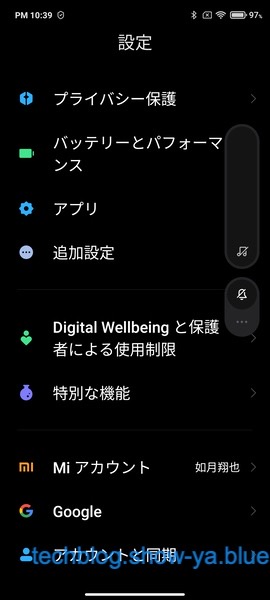 PM 10:39 97%
設定
プライバシー保護
バッテリーとパフォーマ
ンス
アプリ
追加設定
Digital Wellbeing と保護
者による使用制限
特別な機能
Mi アカウント 如月翔也
Google
アカウントと同期
techblog.show-ya.blue